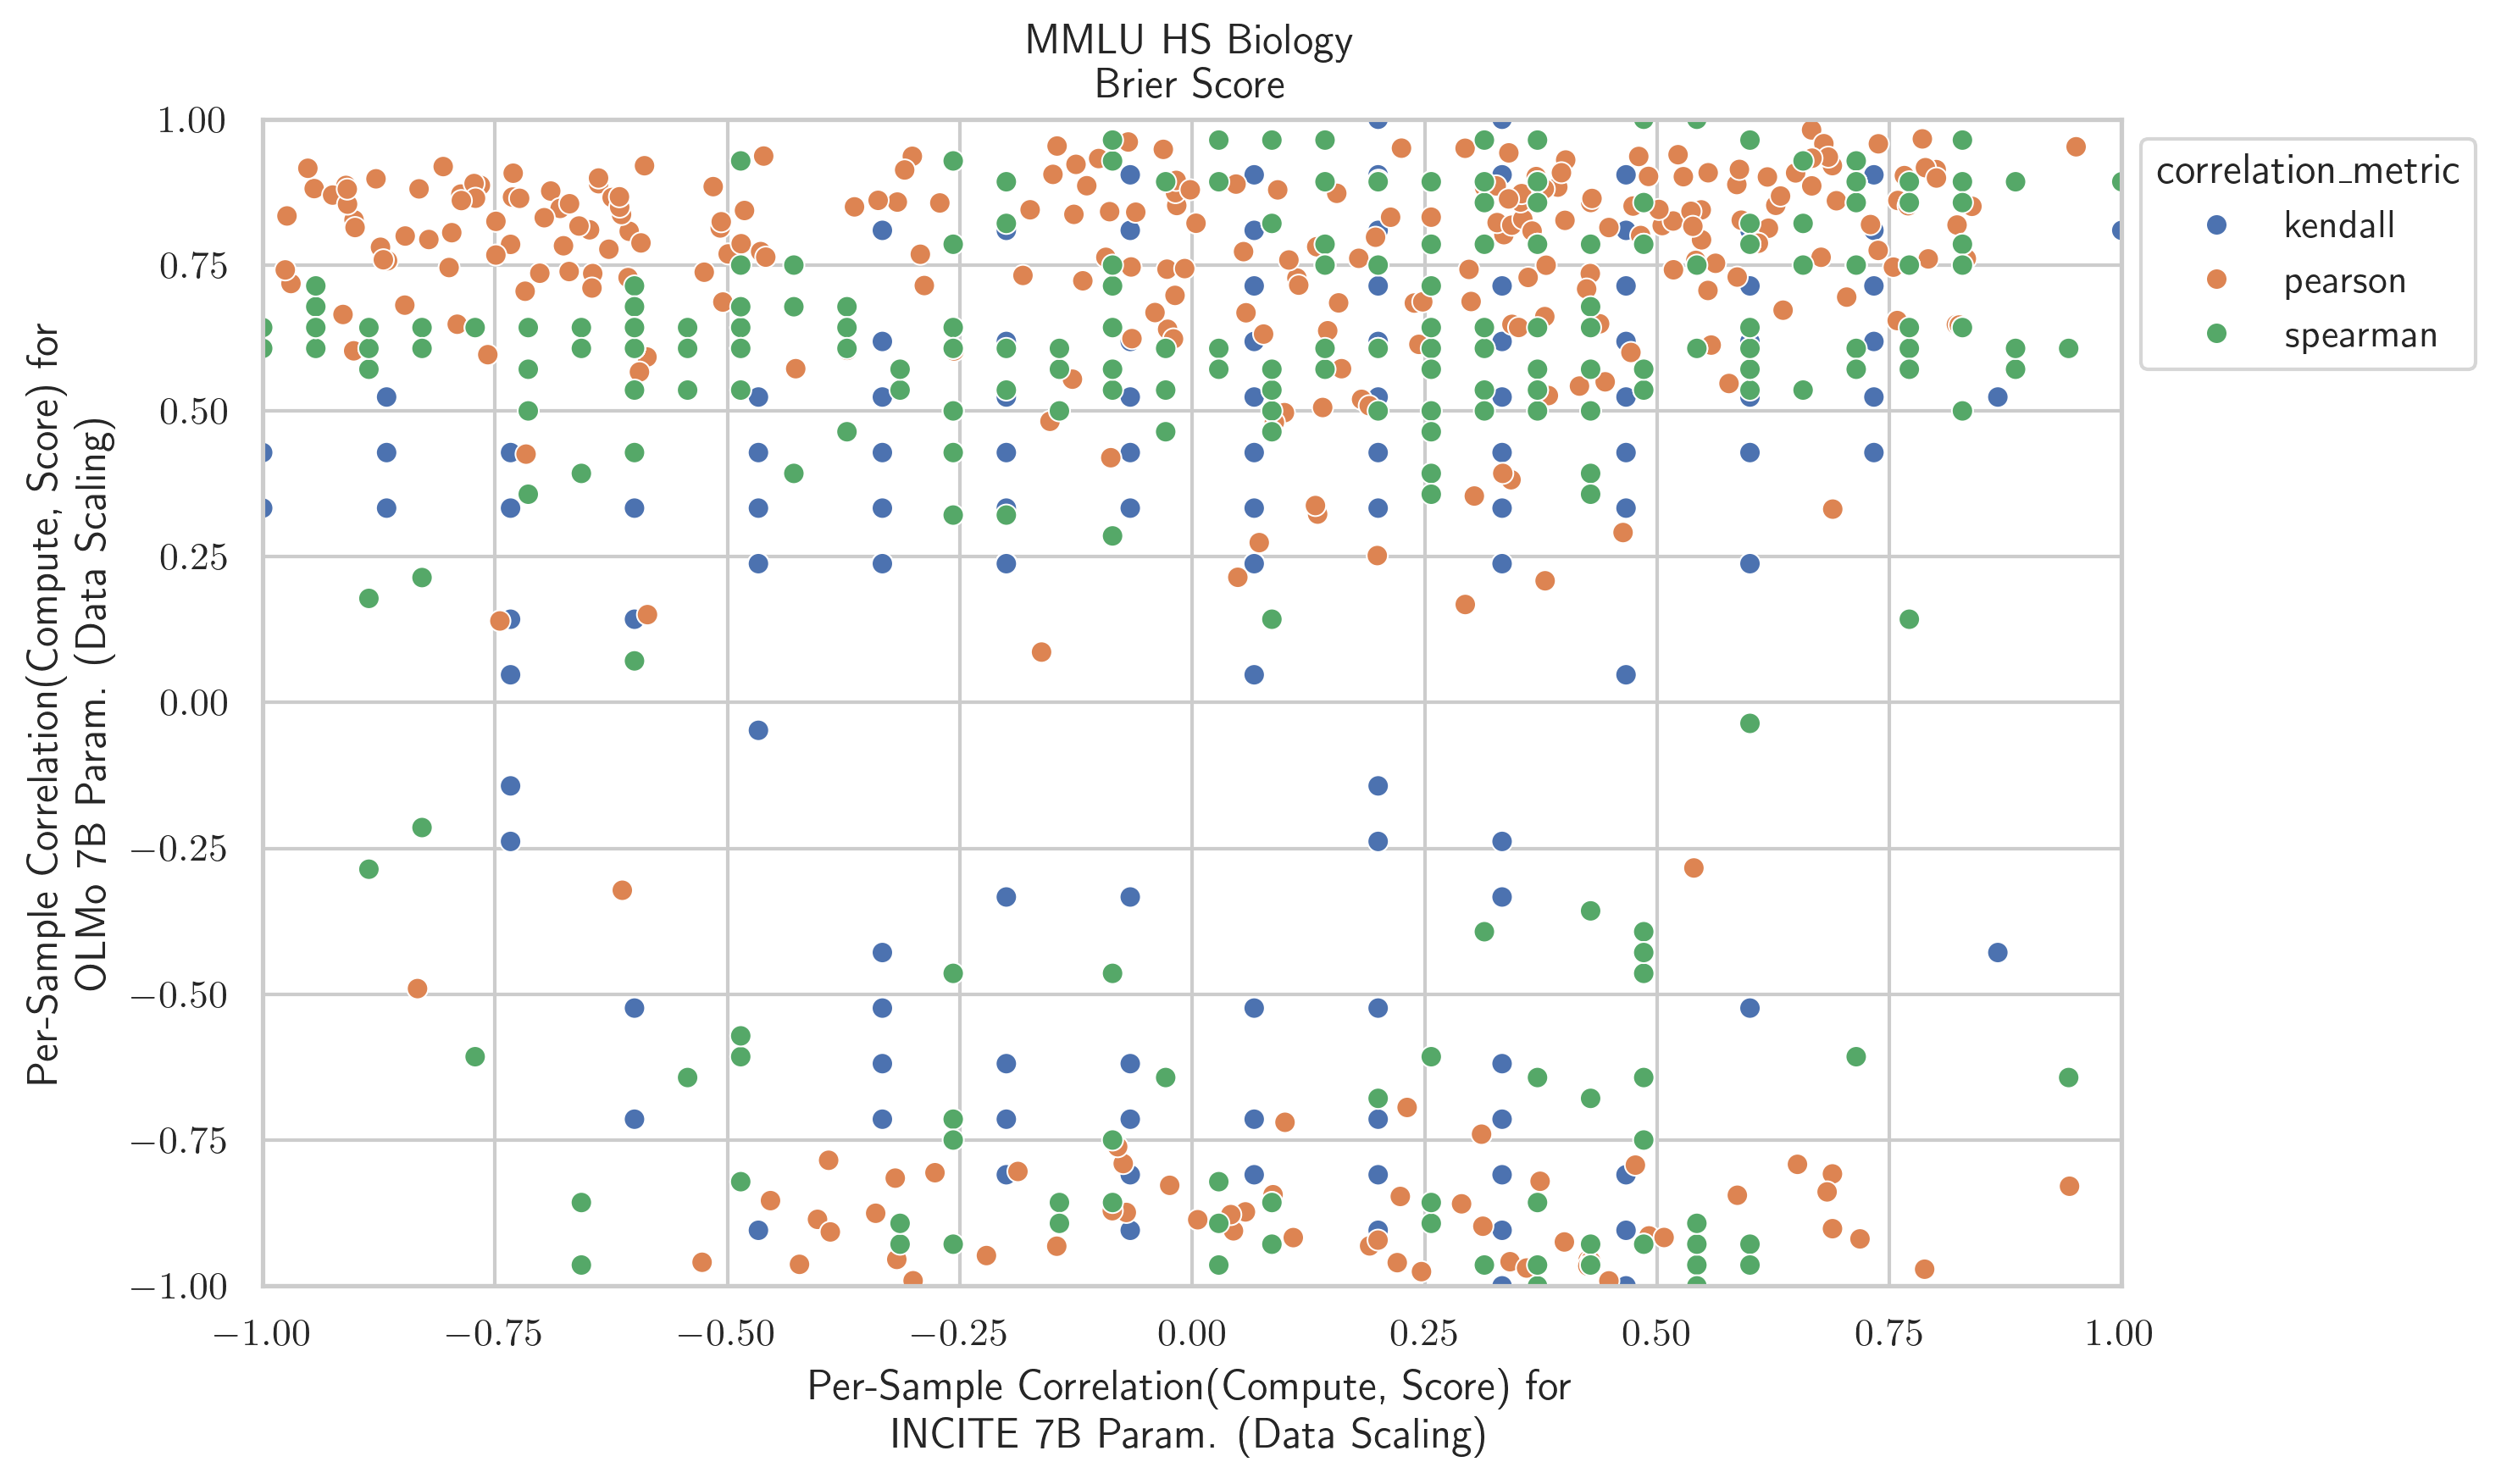 MMLU HS Biology
Brier Score
Per-Sample Correlation(Compute, Score) for
OLMo 7B Param. (Data Scaling)
1.00
0.75
0.50
0.25
0.00
−0.25
−0.50
−0.75
−1.00
correlation_metric
kendall
pearson
spearman
−1.00 −0.75 −0.50 −0.25 0.00 0.25 0.50 0.75 1.00
Per-Sample Correlation(Compute, Score) for
INCITE 7B Param. (Data Scaling)